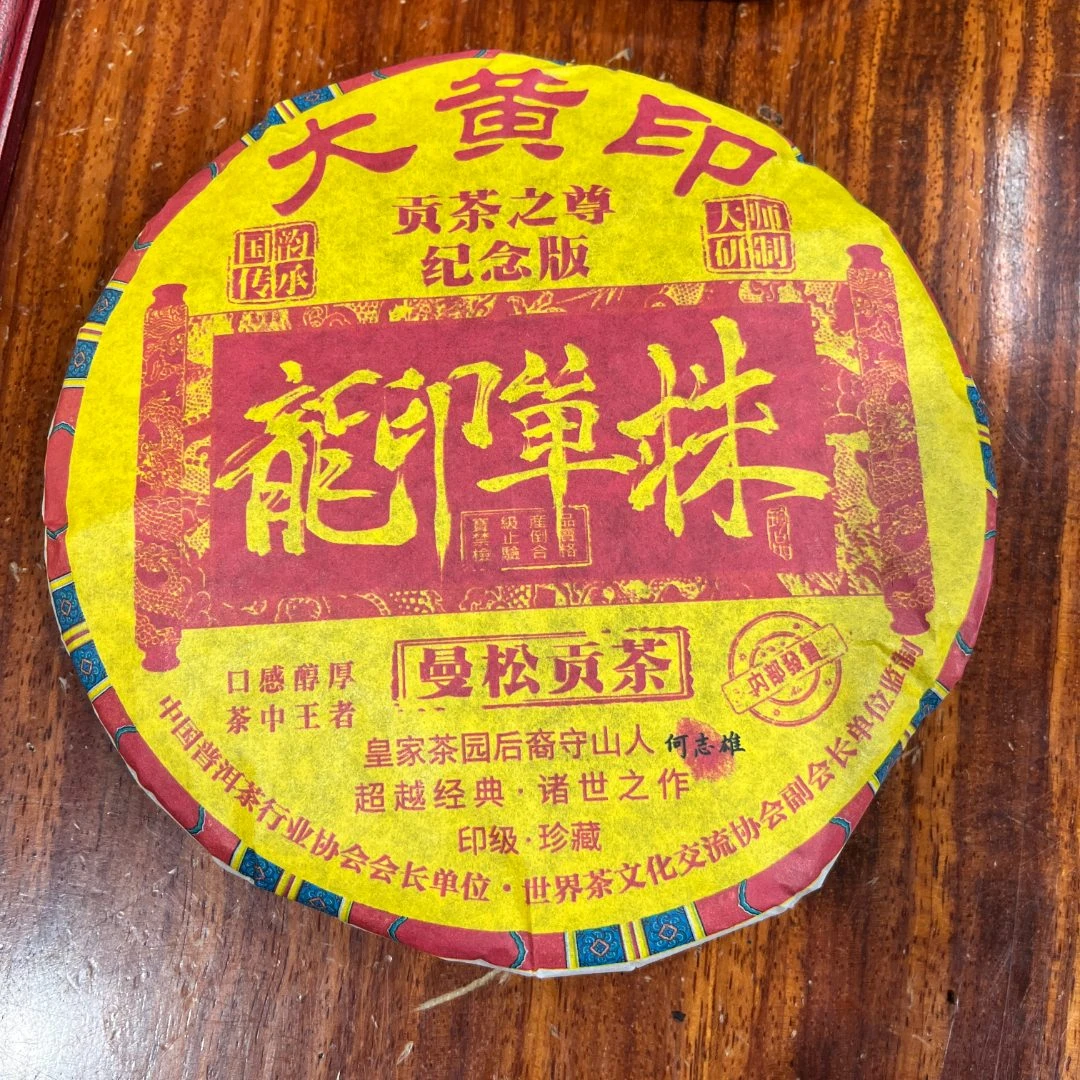 大黄印
贡茶之尊
纪念版
国韵
传承
大师
研制
龍印單株
曼松贡茶
内部发售
口感醇厚
茶中王者
皇家茶园后裔守山人 何志雄
超越经典·诸世之作
印级·珍藏
中国普洱茶行业协会会长单位·世界茶文化交流协会副会长单位监制